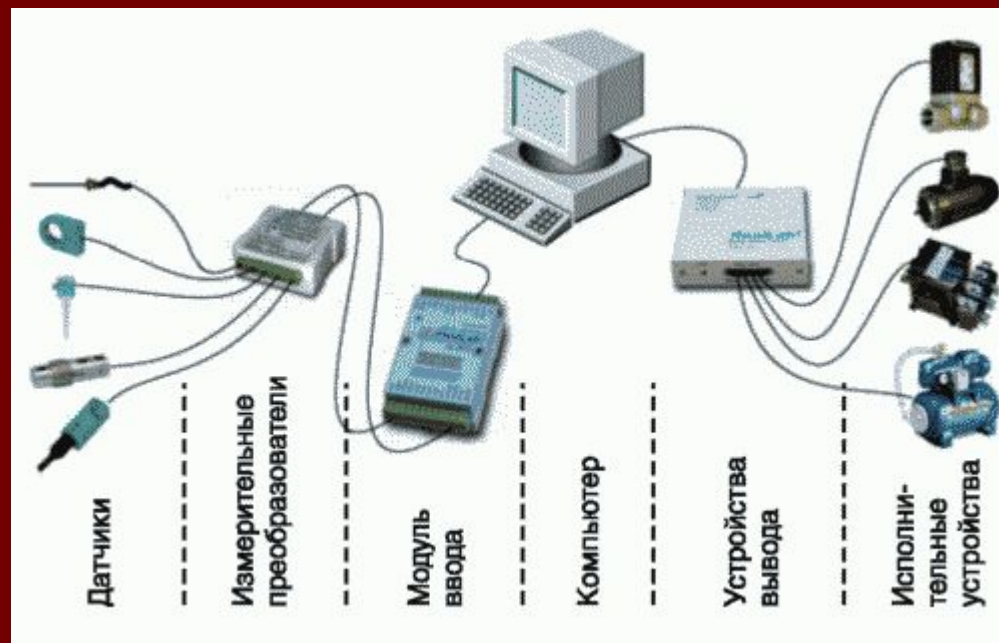 Датчики
Измерительные
преобразователи
Модуль
ввода
Компьютер
Устройства
вывода
Исполни-
тельные
устройства